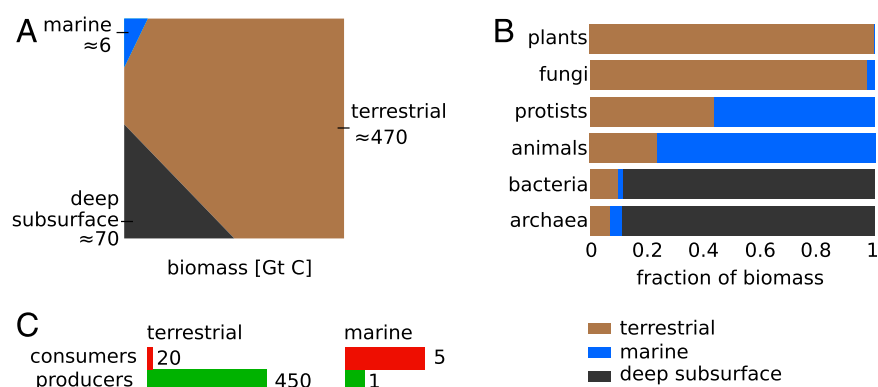 A
marine
≈6
terrestrial
≈470
deep
subsurface
≈70
biomass [Gt C]
B
plants
fungi
protists
animals
bacteria
archaea
0 0.2 0.4 0.6 0.8 1
fraction of biomass
terrestrial
marine
deep subsurface
C
terrestrial marine
consumers 20 5
producers 450 1